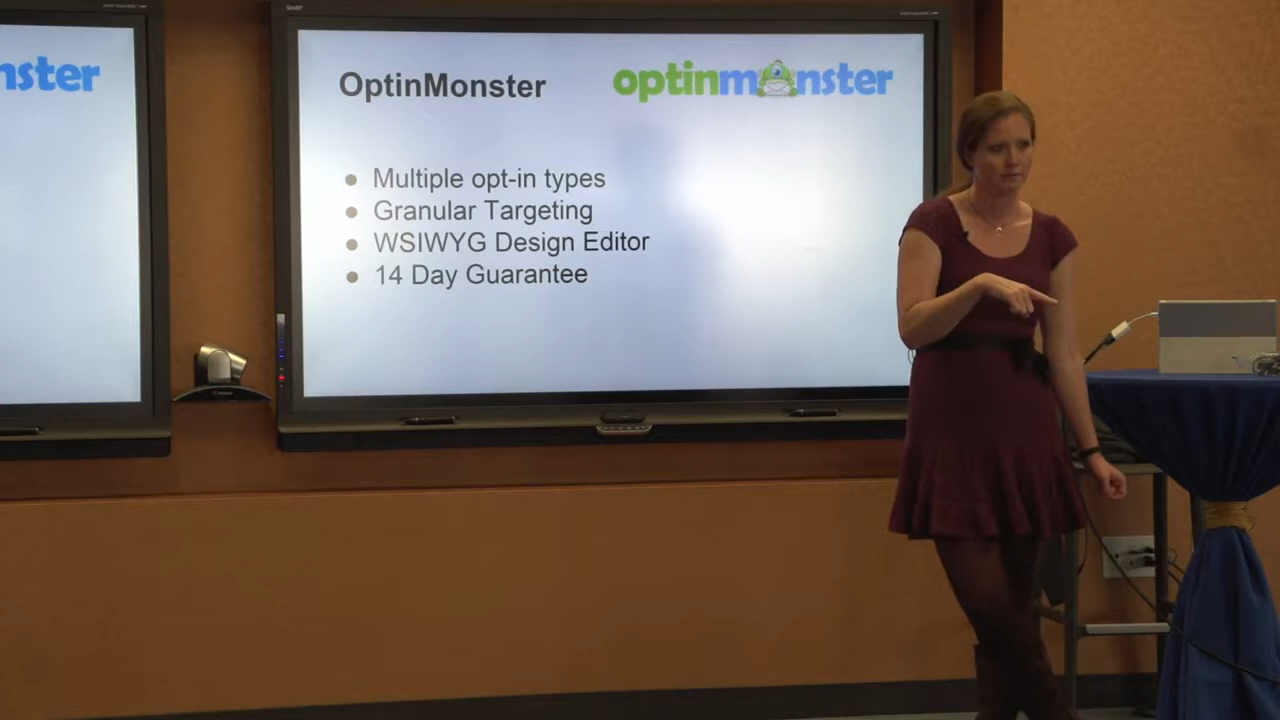 nster
OptinMonster
optinmonster
● Multiple opt-in types
● Granular Targeting
● WSIWYG Design Editor
● 14 Day Guarantee